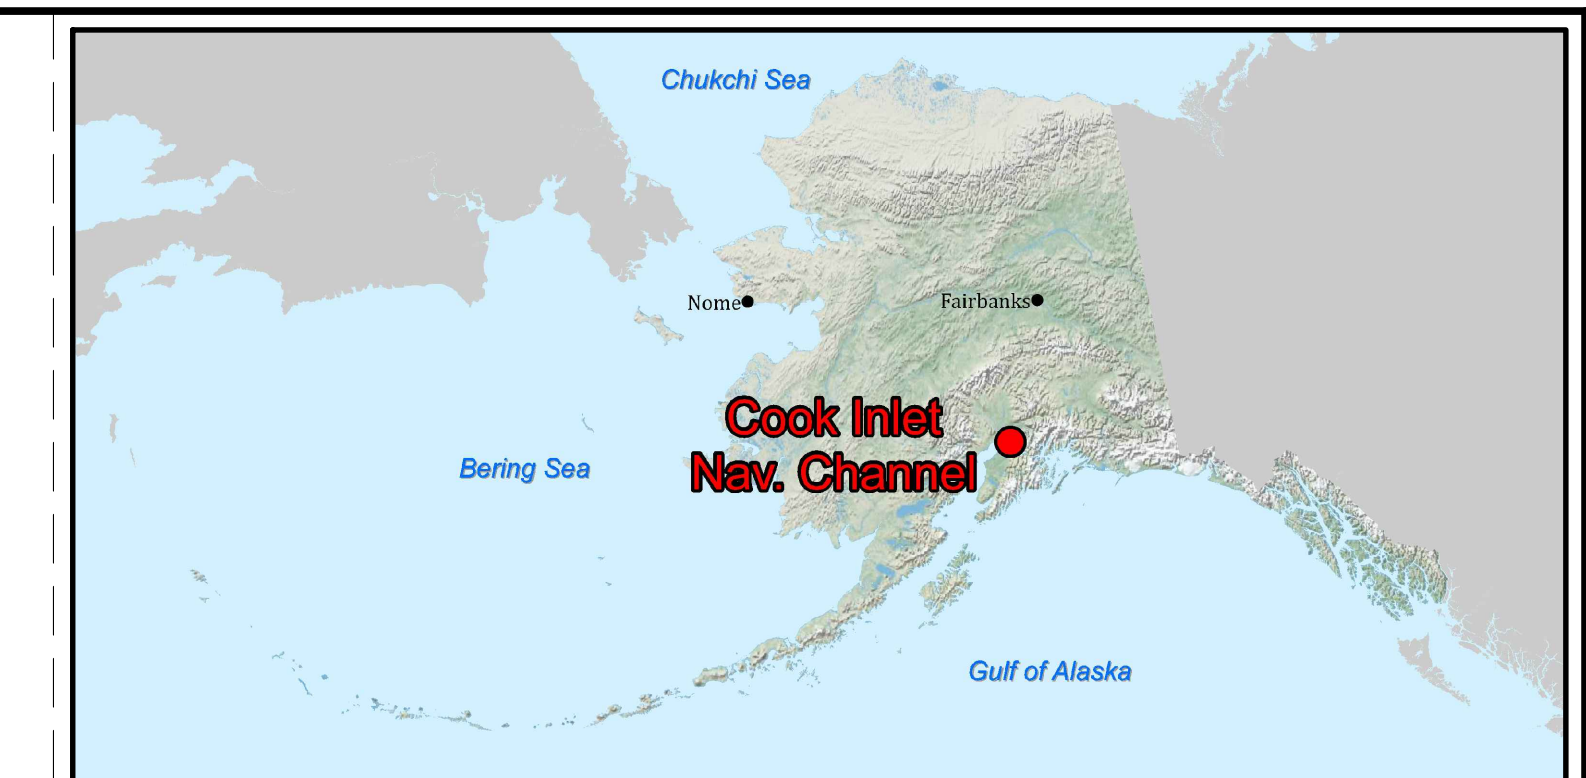 Chukchi Sea
Nome
Fairbanks
Cook Inlet
Nav. Channel
Bering Sea
Gulf of Alaska